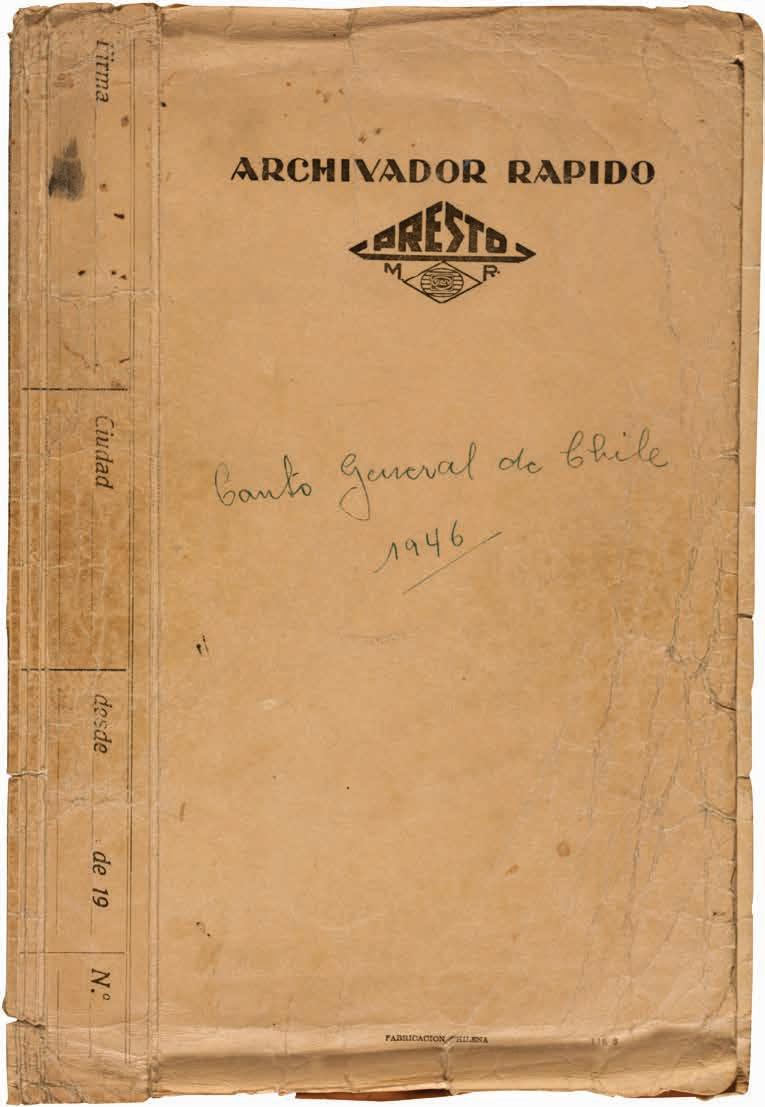 Firma
Ciudad
desde
de 19
N.º
ARCHIVADOR RAPIDO
PRESTO
M. R.
Canto General de Chile
1946
FABRICACION CHILENA